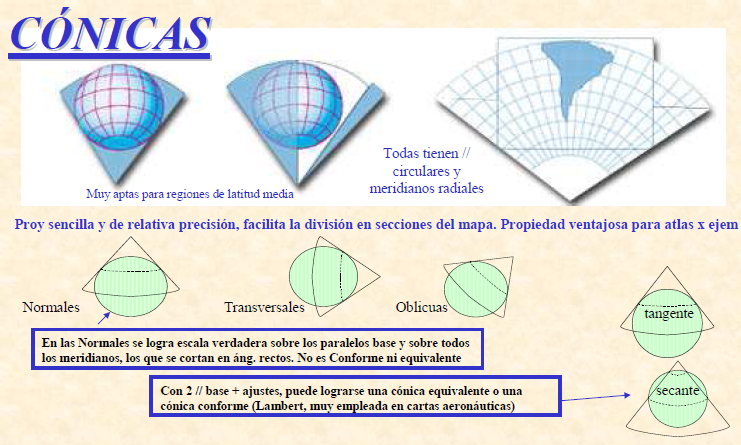 CÓNICAS
Todas tienen //
circulares y
meridianos radiales
Muy aptas para regiones de latitud media
Proy sencilla y de relativa precisión, facilita la división en secciones del mapa. Propiedad ventajosa para atlas x ejem
Normales
Transversales
Oblicuas
tangente
En las Normales se logra escala verdadera sobre los paralelos base y sobre todos
los meridianos, los que se cortan en áng. rectos. No es Conforme ni equivalente
Con 2 // base + ajustes, puede lograrse una cónica equivalente o una
cónica conforme (Lambert, muy empleada en cartas aeronáuticas)
secante